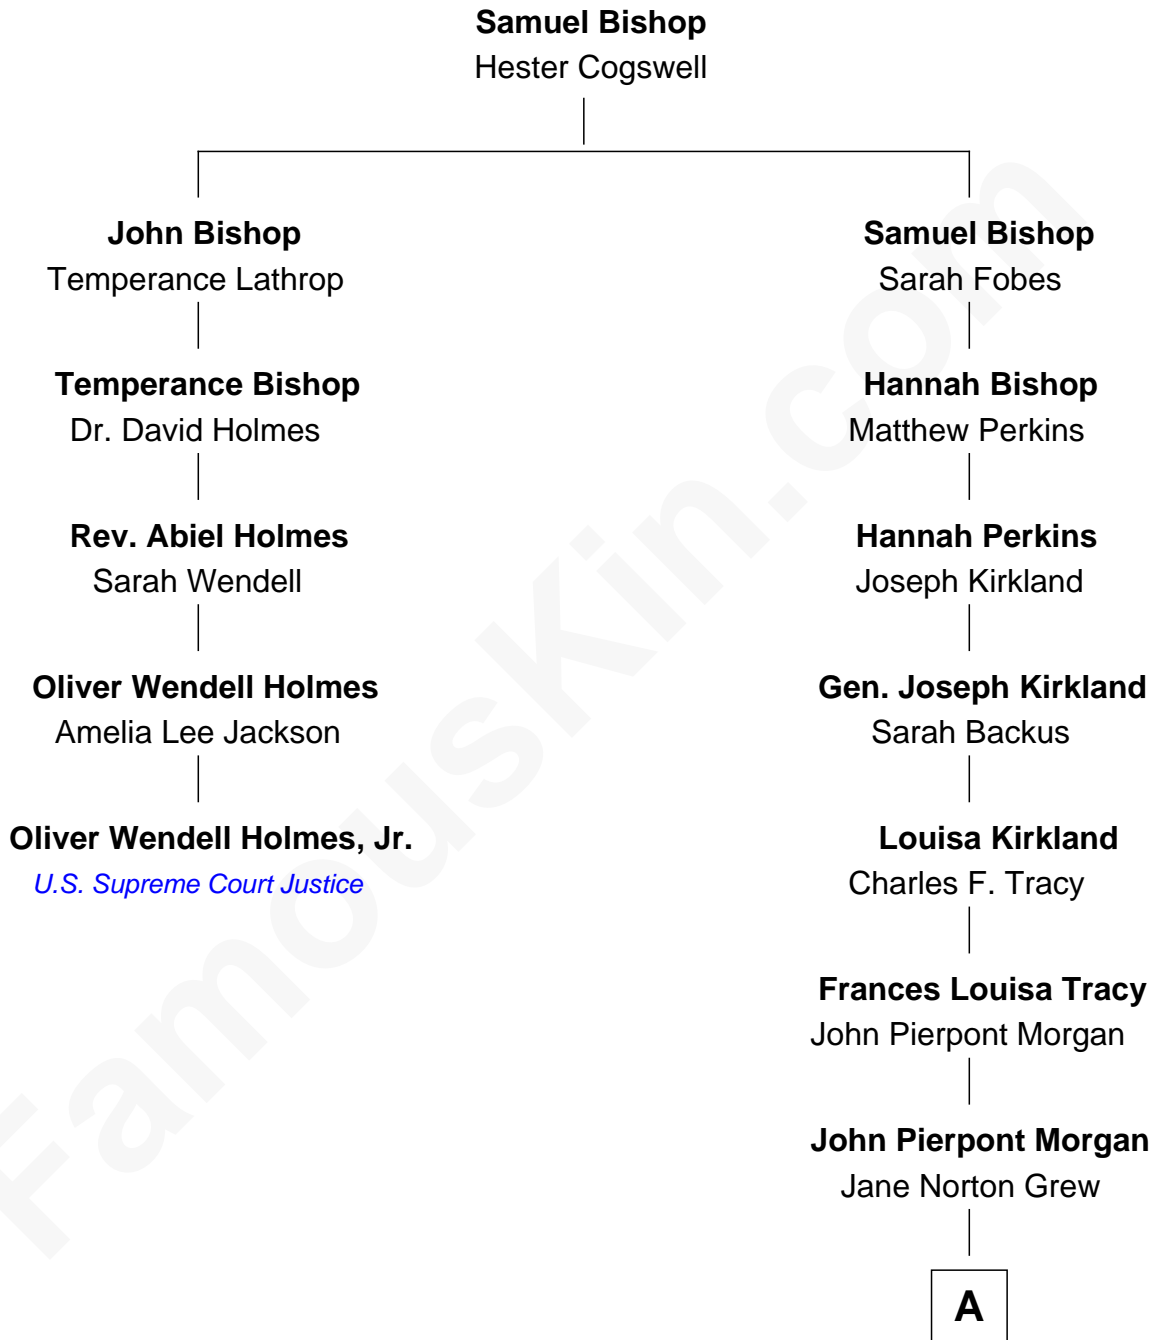 Samuel Bishop
Hester Cogswell
John Bishop
Temperance Lathrop
Samuel Bishop
Sarah Fobes
Temperance Bishop
Dr. David Holmes
Hannah Bishop
Matthew Perkins
Rev. Abiel Holmes
Sarah Wendell
Hannah Perkins
Joseph Kirkland
Oliver Wendell Holmes
Amelia Lee Jackson
Gen. Joseph Kirkland
Sarah Backus
Oliver Wendell Holmes, Jr.
U.S. Supreme Court Justice
Louisa Kirkland
Charles F. Tracy
Frances Louisa Tracy
John Pierpont Morgan
John Pierpont Morgan
Jane Norton Grew
A
FamousKin.com